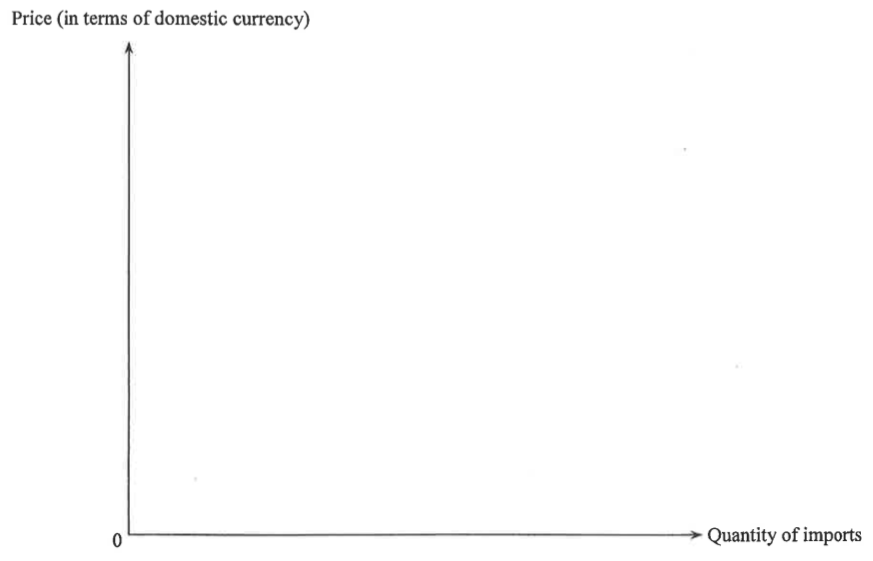 Price (in terms of domestic currency)
0
Quantity of imports